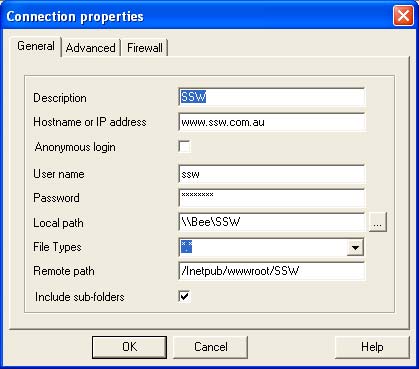 Connection properties
General Advanced Firewall
Description SSW
Hostname or IP address www.ssw.com.au
Anonymous login
User name ssw
Password ********
Local path \\Bee\SSW ...
File Types *.*
Remote path /Inetpub/wwwroot/SSW
Include sub-folders
OK Cancel Help